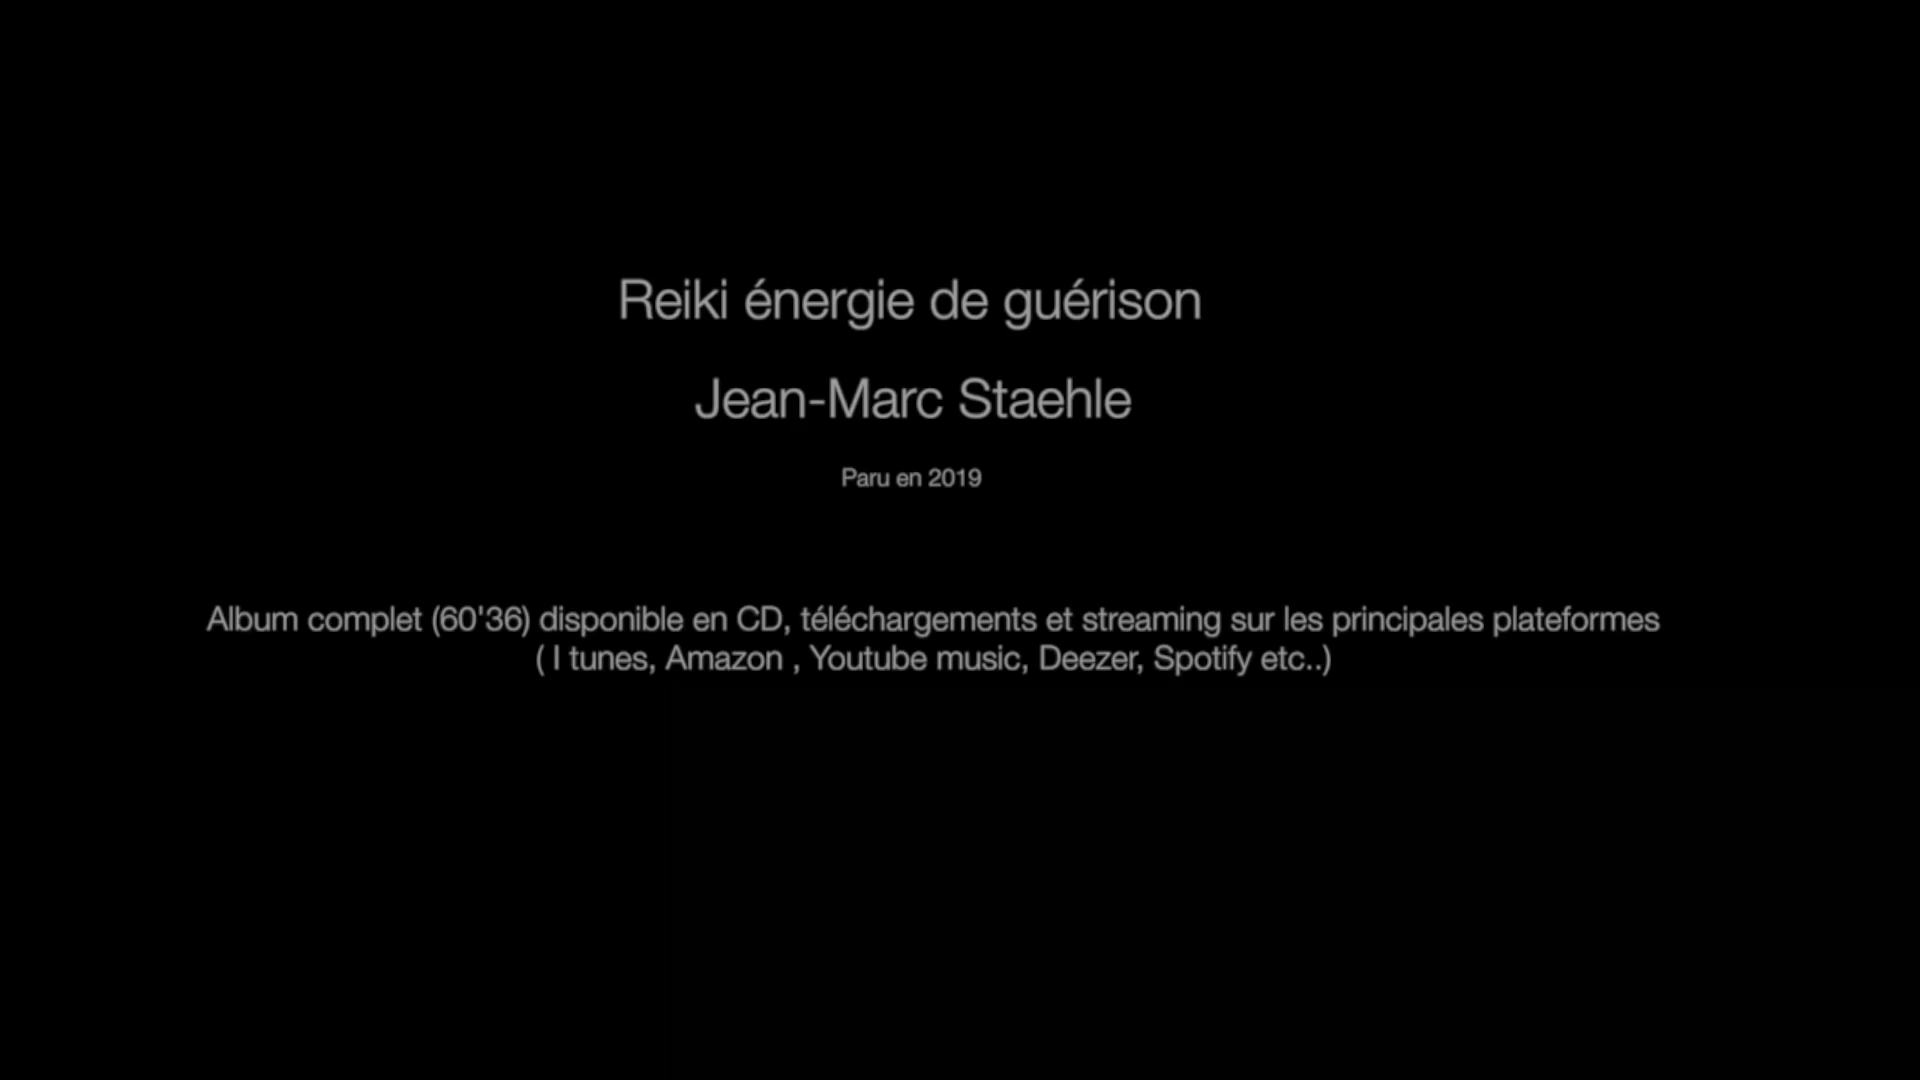 Reiki énergie de guérison
Jean-Marc Staehle
Paru en 2019
Album complet (60'36) disponible en CD, téléchargements et streaming sur les principales plateformes
( I tunes, Amazon , Youtube music, Deezer, Spotify etc..)